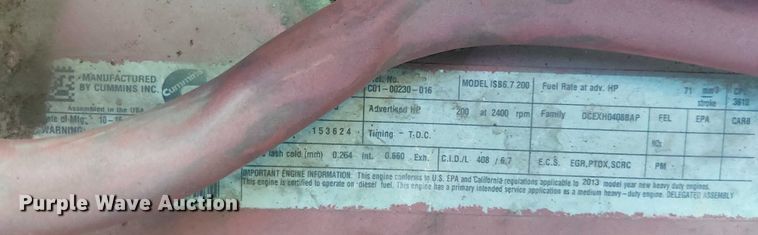 MANUFACTURED
BY CUMMINS INC.
Cummins
Assembled in the USA
WARNING
C01-00230-016
MODEL ISB6.7 200
Fuel Rate at adv. HP
71 mm³
stroke
CPL
Advertised HP 200 at 2400 rpm
Family DCEXH0408BAP
FEL
EPA
CARB
153624
Timing - T.D.C.
NOx
lash cold (mm) 0.264 Int. 0.660 Exh.
C.I.D/L 408 / 6.7
E.C.S. EGR,PTOX,SCRC
PM
IMPORTANT ENGINE INFORMATION: This engine conforms to U.S. EPA and California regulations applicable to 2013 model year new heavy duty engines.
This engine is certified to operate on diesel fuel. This engine has a primary intended service application as a medium heavy-duty engine. DELEGATED ASSEMBLY
Purple Wave Auction